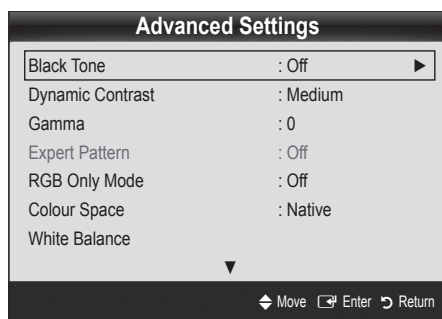 Advanced Settings
Black Tone : Off ►
Dynamic Contrast : Medium
Gamma : 0
Expert Pattern : Off
RGB Only Mode : Off
Colour Space : Native
White Balance
▼
Move Enter Return